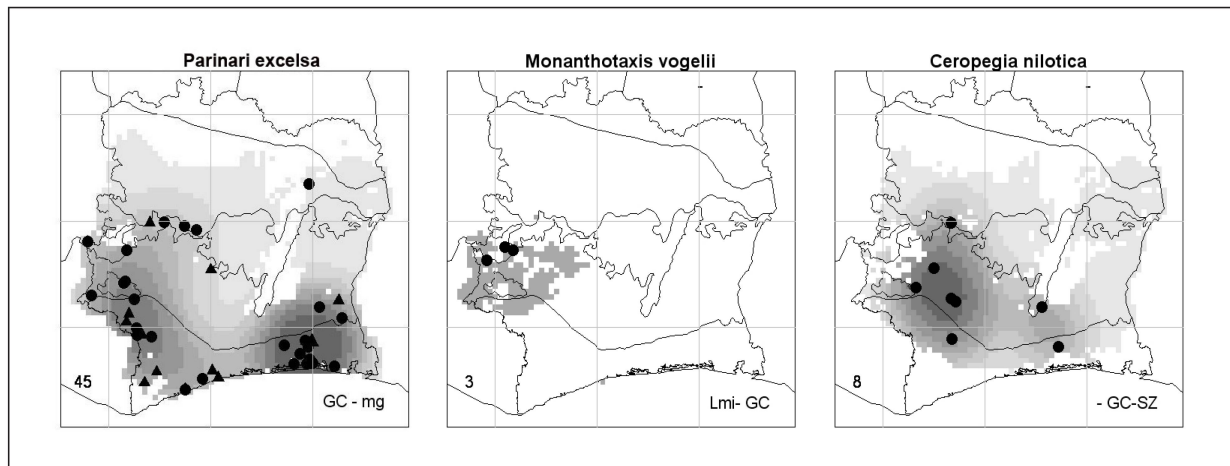 Parinari excelsa
45
GC - mg
Monanthotaxis vogelii
3
Lmi- GC
Ceropegia nilotica
8
- GC-SZ